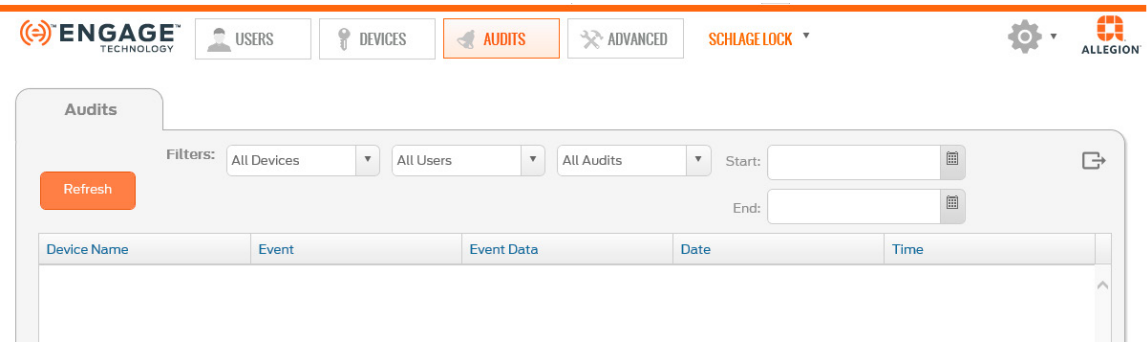 ENGAGE™
TECHNOLOGY
USERS
DEVICES
AUDITS
ADVANCED
SCHLAGE LOCK
ALLEGION
Audits
Filters: All Devices All Users All Audits Start:
Refresh
End:
Device Name Event Event Data Date Time